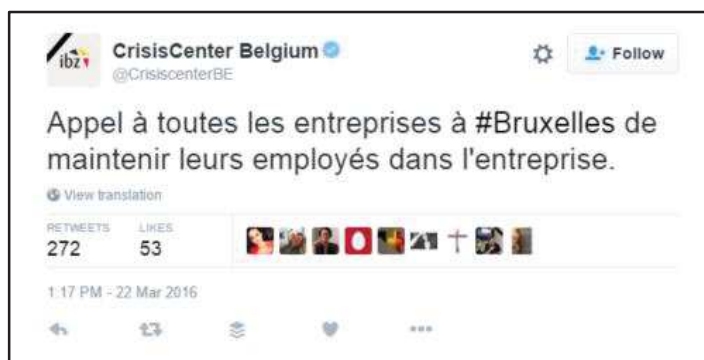 ibz
CrisisCenter Belgium
@CrisiscenterBE
Follow
Appel à toutes les entreprises à #Bruxelles de
maintenir leurs employés dans l'entreprise.
View translation
RETWEETS LIKES
272 53
1:17 PM - 22 Mar 2016